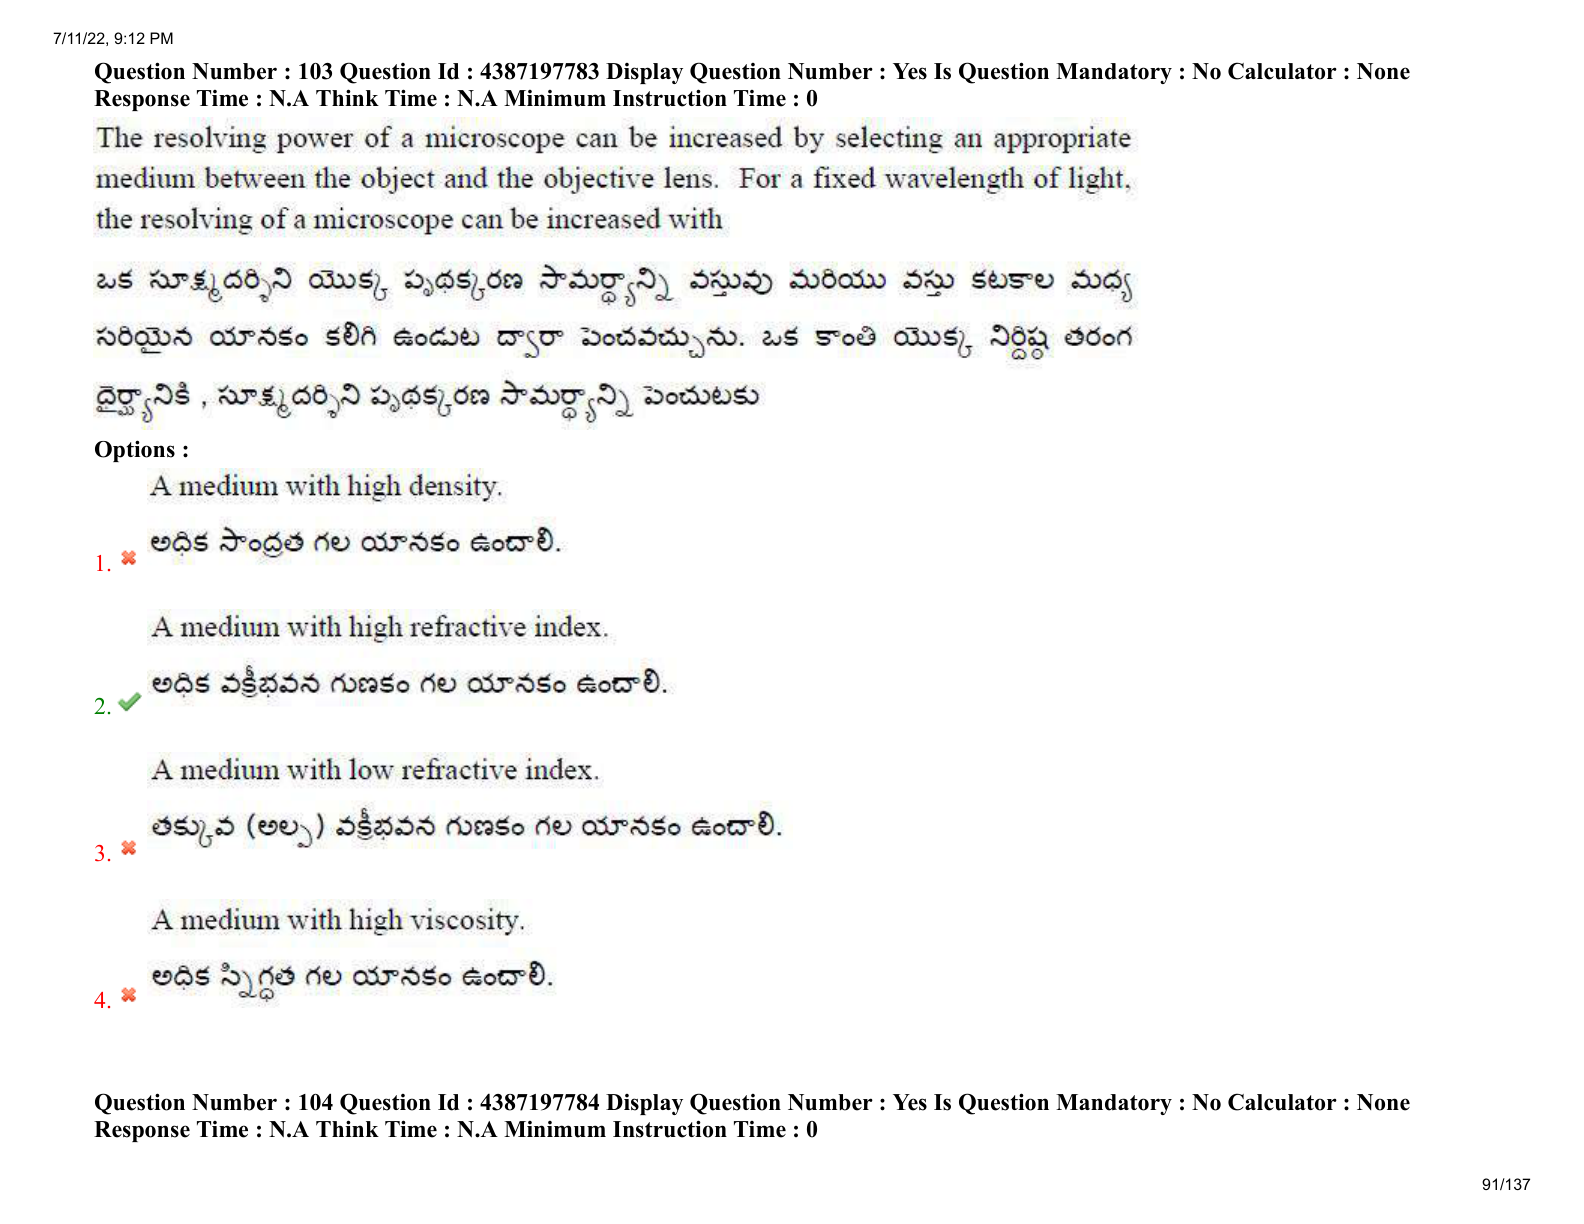 7/11/22, 9:12 PM
Question Number : 103 Question Id : 4387197783 Display Question Number : Yes Is Question Mandatory : No Calculator : None
Response Time : N.A Think Time : N.A Minimum Instruction Time : 0
The resolving power of a microscope can be increased by selecting an appropriate
medium between the object and the objective lens. For a fixed wavelength of light,
the resolving of a microscope can be increased with
ఒక సూక్ష్మదర్శిని యొక్క పృథక్కరణ సామర్థ్యాన్ని వస్తువు మరియు వస్తు కటకాల మధ్య
సరియైన యానకం కలిగి ఉండుట ద్వారా పెంచవచ్చును. ఒక కాంతి యొక్క నిర్దిష్ఠ తరంగ
దైర్ఘ్యానికి , సూక్ష్మదర్శిని పృథక్కరణ సామర్థ్యాన్ని పెంచుటకు
Options :
A medium with high density.
అధిక సాంద్రత గల యానకం ఉండాలి.
1.
A medium with high refractive index.
అధిక వక్రీభవన గుణకం గల యానకం ఉండాలి.
2.
A medium with low refractive index.
తక్కువ (అల్ప) వక్రీభవన గుణకం గల యానకం ఉండాలి.
3.
A medium with high viscosity.
అధిక స్నిగ్ధత గల యానకం ఉండాలి.
4.
Question Number : 104 Question Id : 4387197784 Display Question Number : Yes Is Question Mandatory : No Calculator : None
Response Time : N.A Think Time : N.A Minimum Instruction Time : 0
91/137